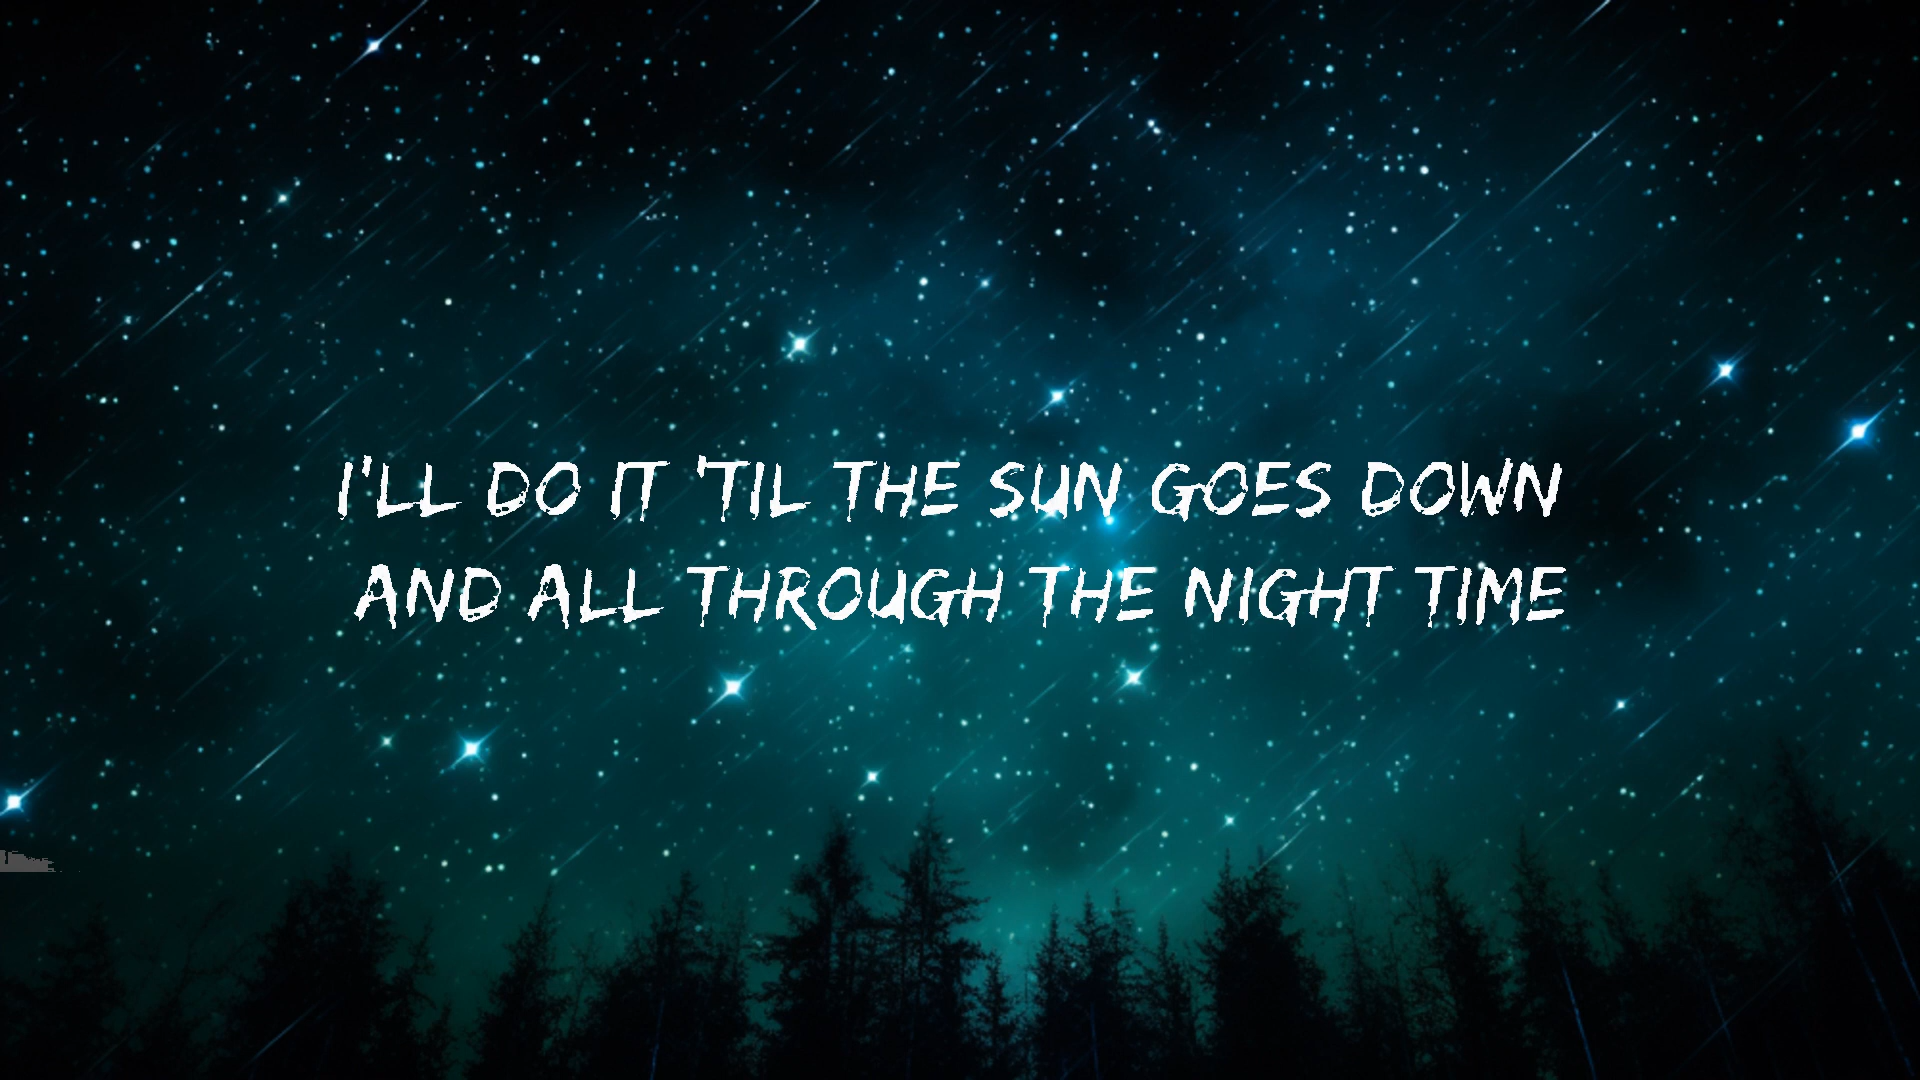 I'LL DO IT 'TIL THE SUN GOES DOWN
AND ALL THROUGH THE NIGHT TIME